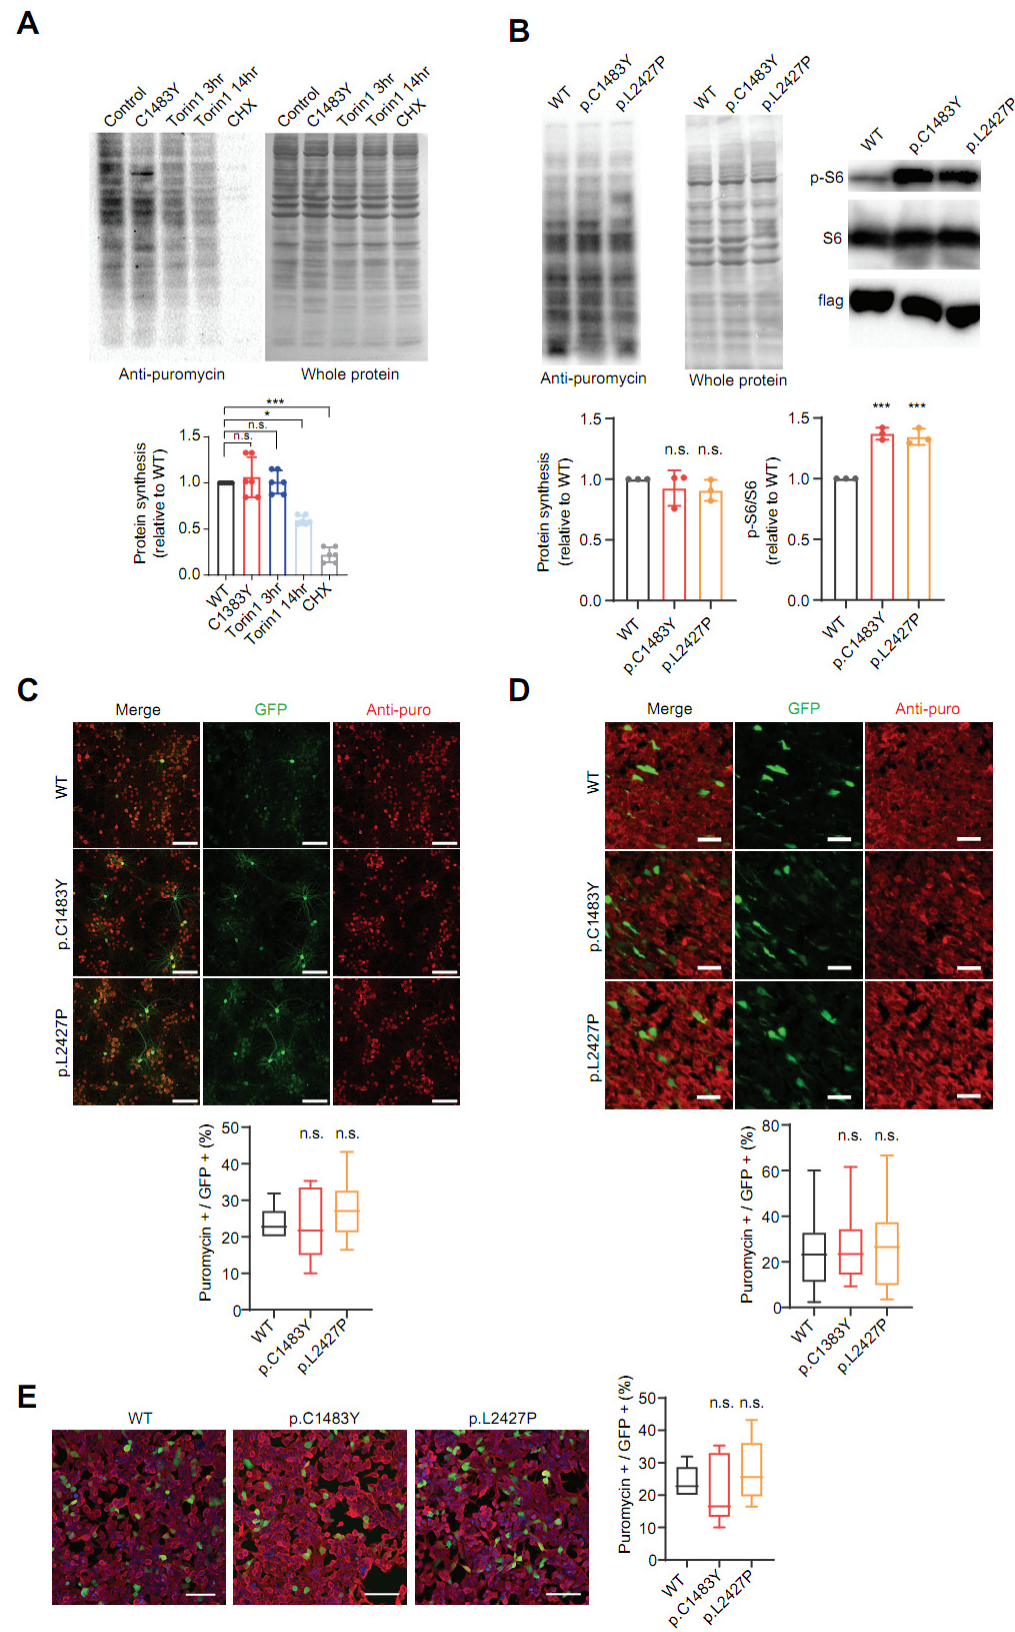 A
Control
C1483Y
Torin1 3hr
Torin1 14hr
CHX
Control
C1483Y
Torin1 3hr
Torin1 14hr
CHX
Anti-puromycin
Whole protein
***
*
n.s.
n.s.
Protein synthesis
(relative to WT)
1.5
1.0
0.5
0.0
WT
C1383Y
Torin1 3hr
Torin1 14hr
CHX
B
WT
p.C1483Y
p.L2427P
WT
p.C1483Y
p.L2427P
WT
p.C1483Y
p.L2427P
p-S6
S6
flag
Anti-puromycin
Whole protein
Protein synthesis
(relative to WT)
1.5
1.0
0.5
0.0
n.s.
n.s.
WT
p.C1483Y
p.L2427P
p-S6/S6
(relative to WT)
1.5
1.0
0.5
0.0
***
***
WT
p.C1483Y
p.L2427P
C
Merge
GFP
Anti-puro
WT
p.C1483Y
p.L2427P
Puromycin + / GFP + (%)
50
40
30
20
10
0
n.s.
n.s.
WT
p.C1483Y
p.L2427P
D
Merge
GFP
Anti-puro
WT
p.C1483Y
p.L2427P
Puromycin + / GFP + (%)
80
60
40
20
0
n.s.
n.s.
WT
p.C1383Y
p.L2427P
E
WT
p.C1483Y
p.L2427P
Puromycin + / GFP + (%)
50
40
30
20
10
0
n.s.
n.s.
WT
p.C1483Y
p.L2427P